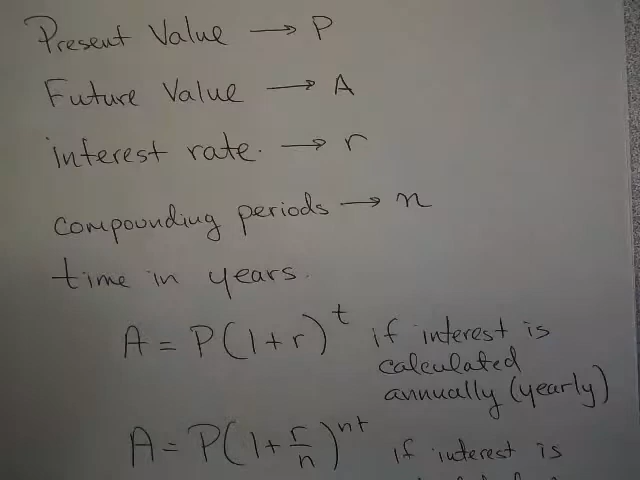 Present Value → P
Future Value → A
interest rate. → r
compounding periods → n
time in years.
A = P(1+r)^t if interest is
calculated
annually (yearly)
A = P(1+r/n)^nt if interest is